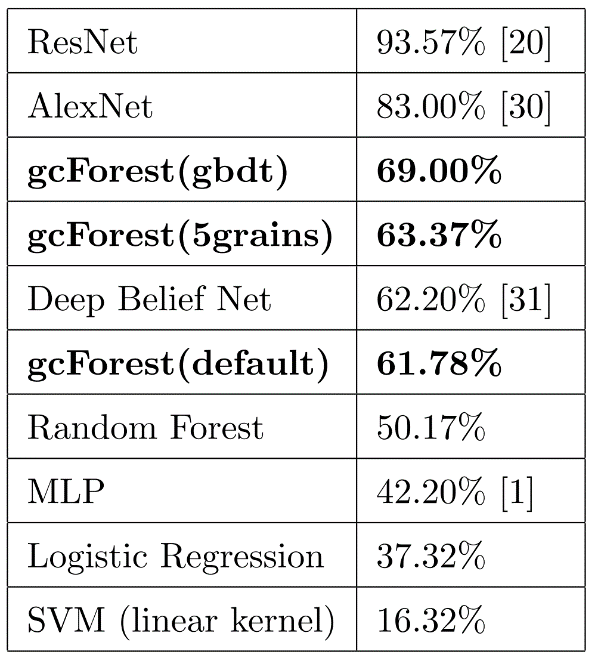 ResNet 93.57% [20]
AlexNet 83.00% [30]
gcForest(gbdt) 69.00%
gcForest(5grains) 63.37%
Deep Belief Net 62.20% [31]
gcForest(default) 61.78%
Random Forest 50.17%
MLP 42.20% [1]
Logistic Regression 37.32%
SVM (linear kernel) 16.32%